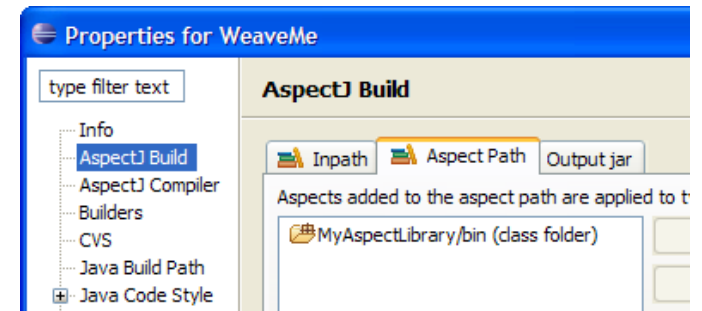 Properties for WeaveMe
type filter text
AspectJ Build
Info
AspectJ Build
AspectJ Compiler
Builders
CVS
Java Build Path
Java Code Style
Inpath
Aspect Path
Output jar
Aspects added to the aspect path are applied to
MyAspectLibrary/bin (class folder)